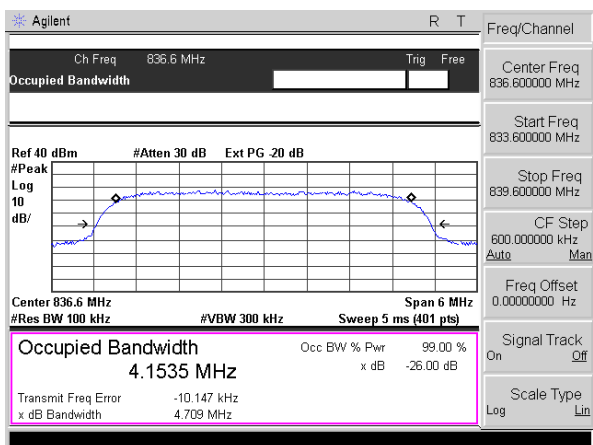 Agilent R T
Ch Freq 836.6 MHz Trig Free
Occupied Bandwidth
Ref 40 dBm #Atten 30 dB Ext PG -20 dB
#Peak
Log
10
dB/
Center 836.6 MHz Span 6 MHz
#Res BW 100 kHz #VBW 300 kHz Sweep 5 ms (401 pts)
Occupied Bandwidth Occ BW % Pwr 99.00 %
4.1535 MHz x dB -26.00 dB
Transmit Freq Error -10.147 kHz
x dB Bandwidth 4.709 MHz
Freq/Channel
Center Freq
836.600000 MHz
Start Freq
833.600000 MHz
Stop Freq
839.600000 MHz
CF Step
600.000000 kHz
Auto Man
Freq Offset
0.00000000 Hz
Signal Track
On Off
Scale Type
Log Lin